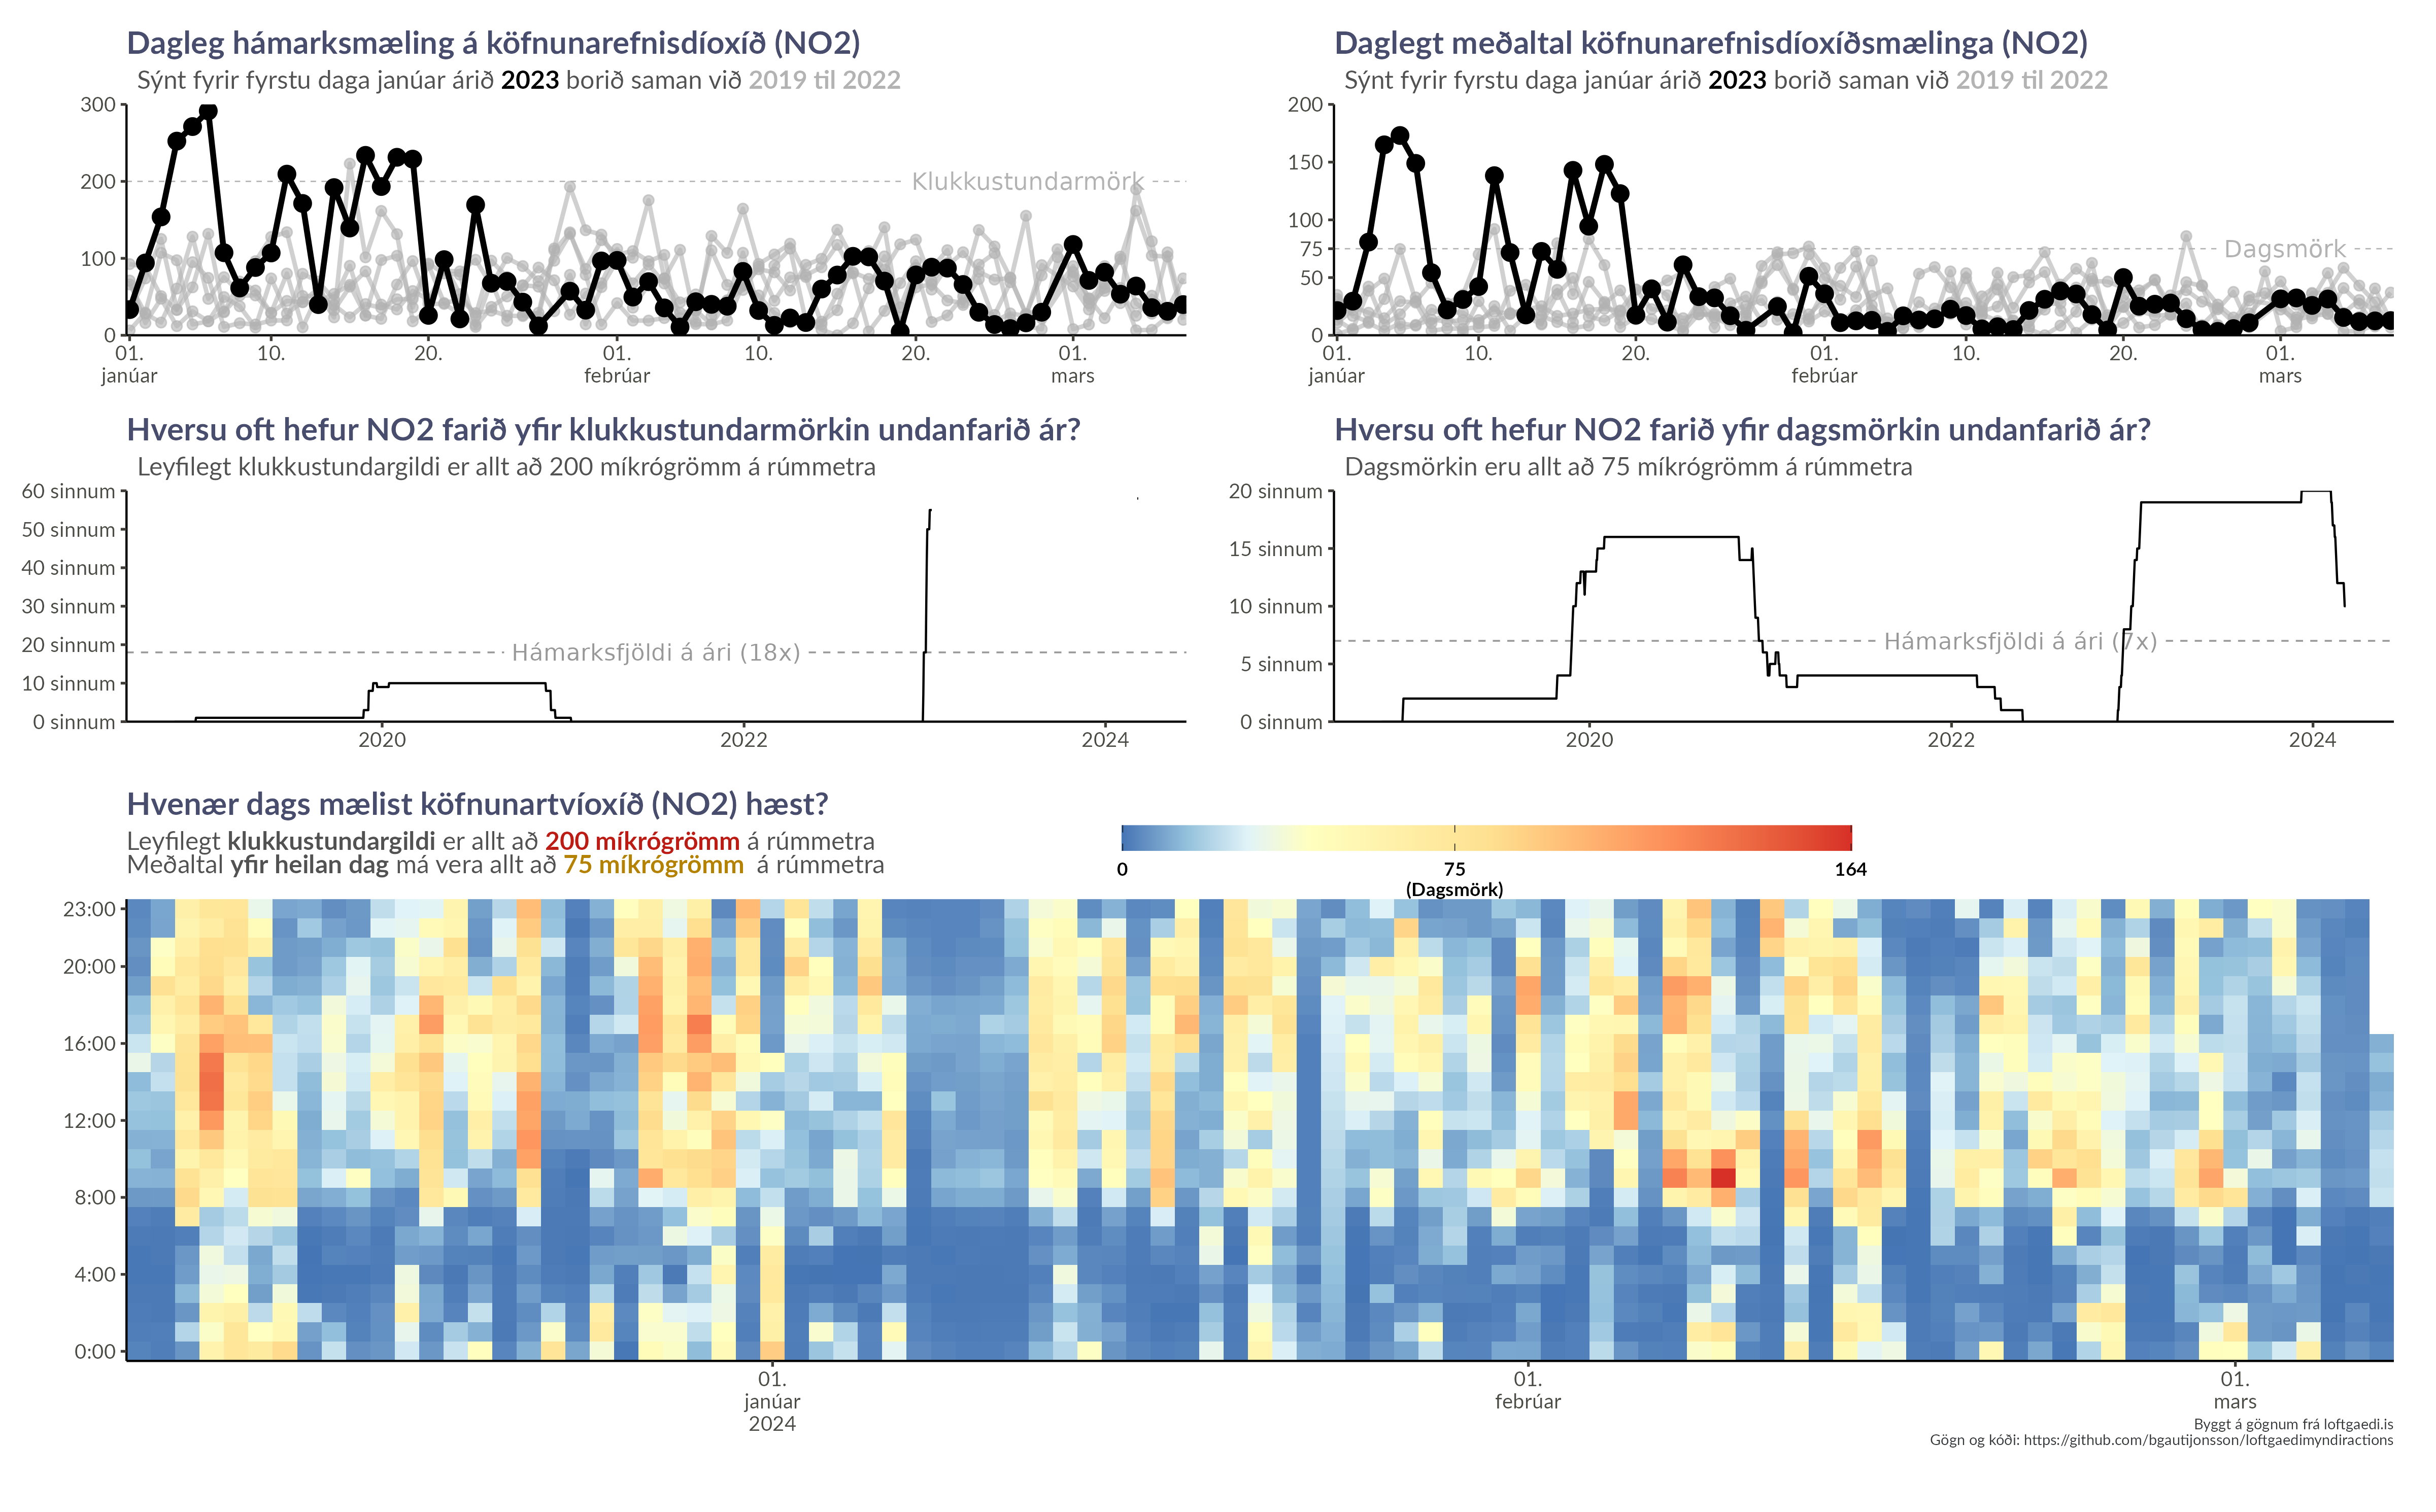 Dagleg hámarksmæling á köfnunarefnisdíoxíð (NO2)
Sýnt fyrir fyrstu daga janúar árið 2023 borið saman við 2019 til 2022
300
200
100
0
Klukkustundarmörk
01.
janúar
10.
20.
01.
febrúar
10.
20.
01.
mars
Daglegt meðaltal köfnunarefnisdíoxíðsmælinga (NO2)
Sýnt fyrir fyrstu daga janúar árið 2023 borið saman við 2019 til 2022
200
150
100
75
50
0
Dagsmörk
01.
janúar
10.
20.
01.
febrúar
10.
20.
01.
mars
Hversu oft hefur NO2 farið yfir klukkustundarmörkin undanfarið ár?
Leyfilegt klukkustundargildi er allt að 200 míkrógrömm á rúmmetra
60 sinnum
50 sinnum
40 sinnum
30 sinnum
20 sinnum
10 sinnum
0 sinnum
Hámarksfjöldi á ári (18x)
2020
2022
2024
Hversu oft hefur NO2 farið yfir dagsmörkin undanfarið ár?
Dagsmörkin eru allt að 75 míkrógrömm á rúmmetra
20 sinnum
15 sinnum
10 sinnum
5 sinnum
0 sinnum
Hámarksfjöldi á ári (7x)
2020
2022
2024
Hvenær dags mælist köfnunartvíoxíð (NO2) hæst?
Leyfilegt klukkustundargildi er allt að 200 míkrógrömm á rúmmetra
Meðaltal yfir heilan dag má vera allt að 75 míkrógrömm á rúmmetra
0
75
(Dagsmörk)
164
23:00
20:00
16:00
12:00
8:00
4:00
0:00
01.
janúar
2024
01.
febrúar
01.
mars
Byggt á gögnum frá loftgaedi.is
Gögn og kóði: https://github.com/bgautijonsson/loftgaedimyndiractions